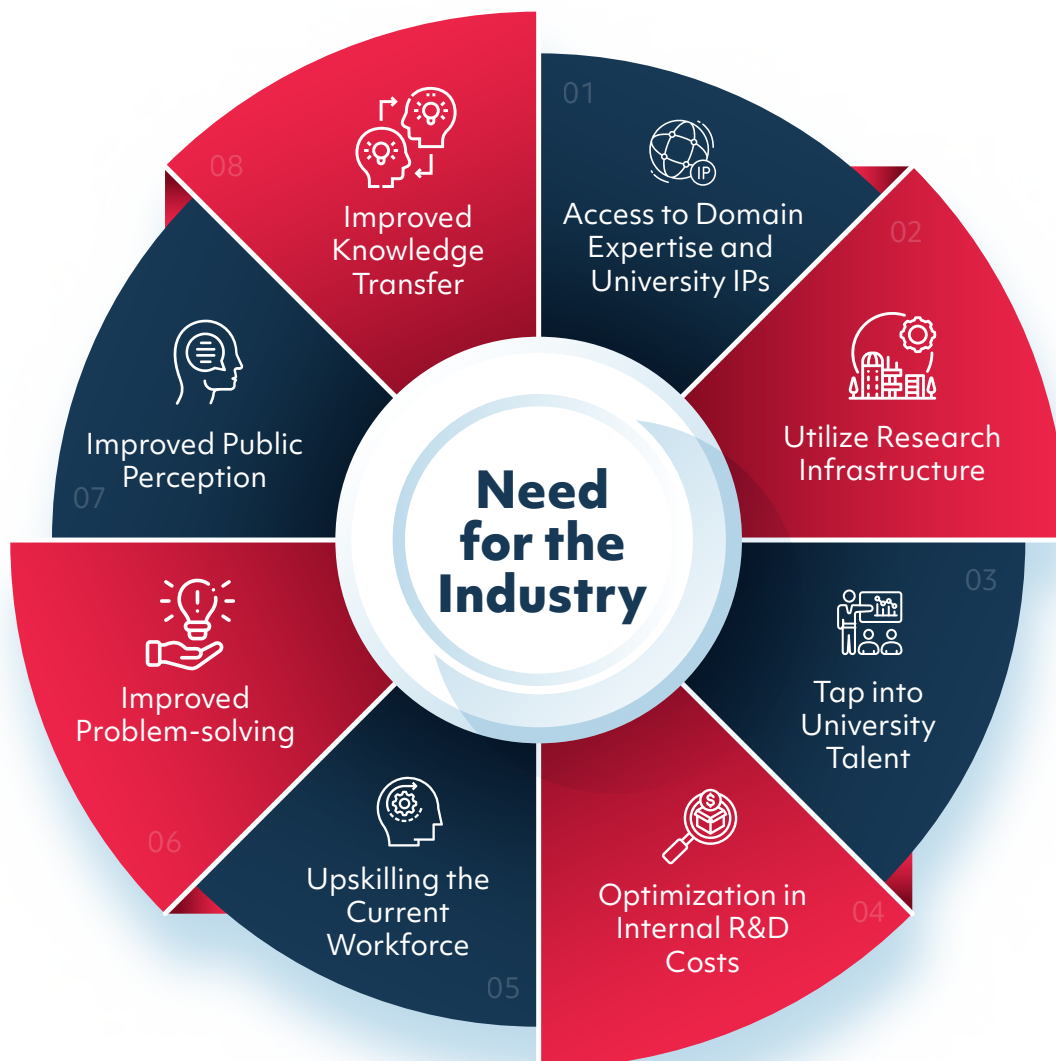 Need
for the
Industry
01
IP
Access to Domain
Expertise and
University IPs
02
Utilize Research
Infrastructure
03
Tap into
University
Talent
04
$
Optimization in
Internal R&D
Costs
05
Upskilling the
Current
Workforce
06
Improved
Problem-solving
07
Improved Public
Perception
08
Improved
Knowledge
Transfer